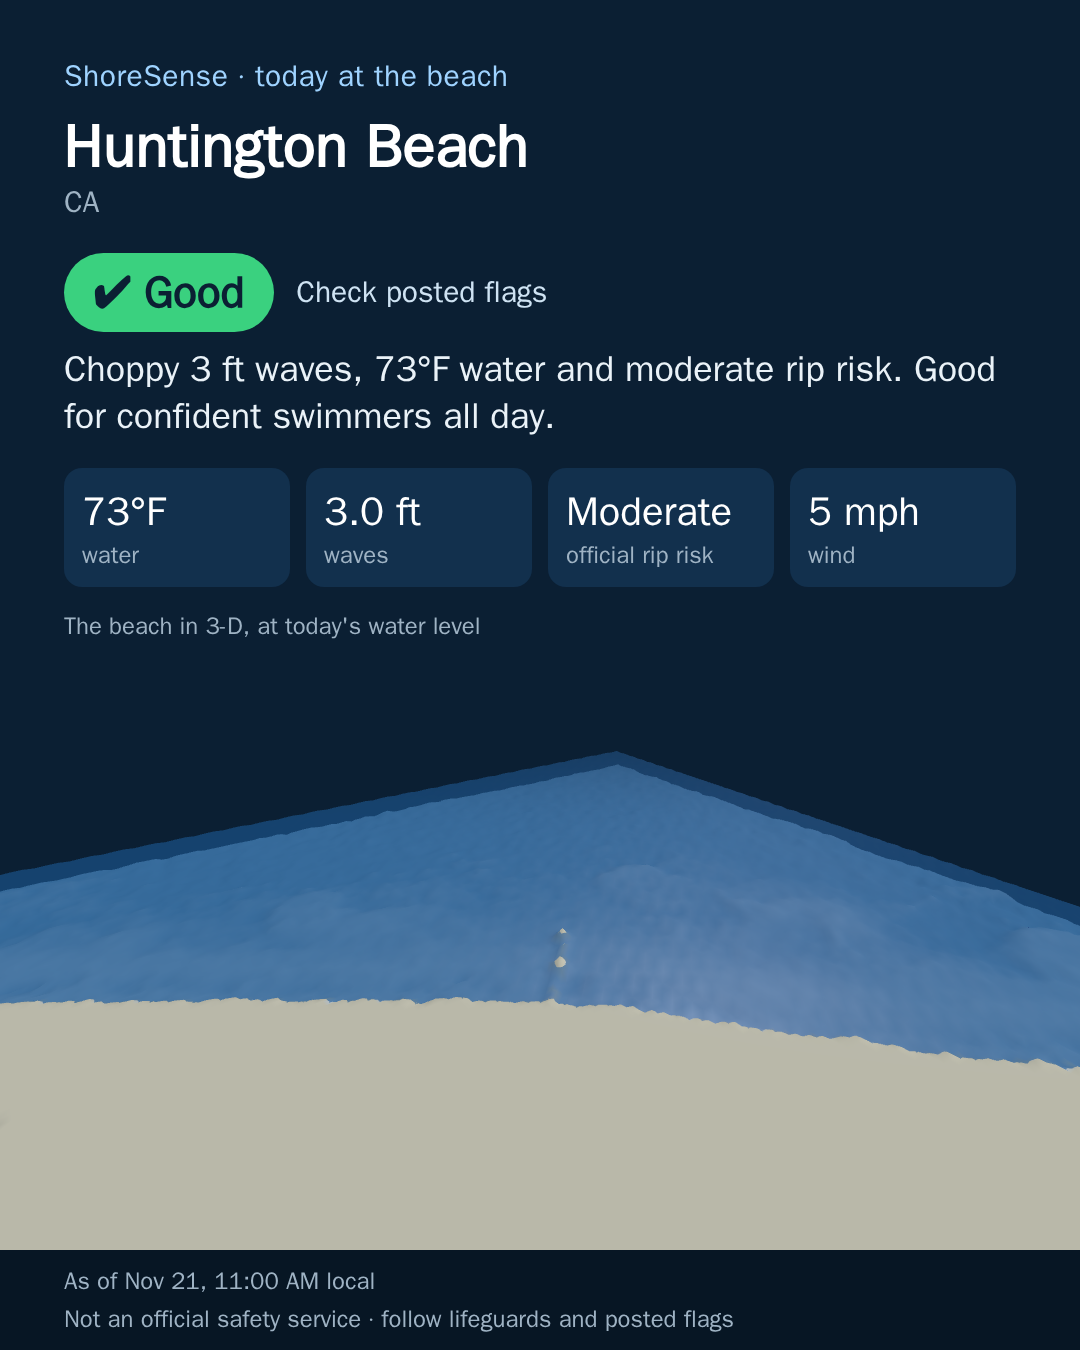 ShoreSense · today at the beach
Huntington Beach
CA
✔ Good Check posted flags
Choppy 3 ft waves, 73°F water and moderate rip risk. Good
for confident swimmers all day.
73°F 3.0 ft Moderate 5 mph
water waves official rip risk wind
The beach in 3-D, at today's water level
As of Nov 21, 11:00 AM local
Not an official safety service · follow lifeguards and posted flags